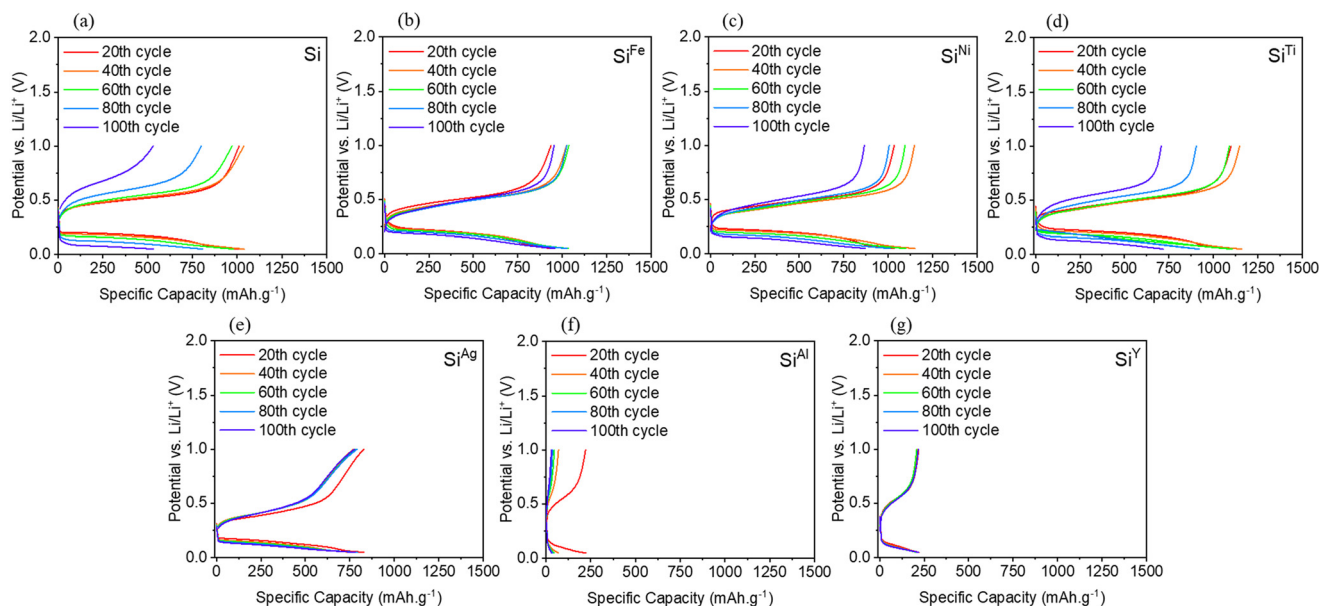 (a)
2.0
1.5
1.0
0.5
0.0
Potential vs. Li/Li⁺ (V)
20th cycle
40th cycle
60th cycle
80th cycle
100th cycle
Si
0 250 500 750 1000 1250 1500
Specific Capacity (mAh.g⁻¹)
(b)
2.0
1.5
1.0
0.5
0.0
Potential vs. Li/Li⁺ (V)
20th cycle
40th cycle
60th cycle
80th cycle
100th cycle
Siᶠᵉ
0 250 500 750 1000 1250 1500
Specific Capacity (mAh.g⁻¹)
(c)
2.0
1.5
1.0
0.5
0.0
Potential vs. Li/Li⁺ (V)
20th cycle
40th cycle
60th cycle
80th cycle
100th cycle
Siᴺⁱ
0 250 500 750 1000 1250 1500
Specific Capacity (mAh.g⁻¹)
(d)
2.0
1.5
1.0
0.5
0.0
Potential vs. Li/Li⁺ (V)
20th cycle
40th cycle
60th cycle
80th cycle
100th cycle
Siᵀⁱ
0 250 500 750 1000 1250 1500
Specific Capacity (mAh.g⁻¹)
(e)
2.0
1.5
1.0
0.5
0.0
Potential vs. Li/Li⁺ (V)
20th cycle
40th cycle
60th cycle
80th cycle
100th cycle
Siᴬᵍ
0 250 500 750 1000 1250 1500
Specific Capacity (mAh.g⁻¹)
(f)
2.0
1.5
1.0
0.5
0.0
Potential vs. Li/Li⁺ (V)
20th cycle
40th cycle
60th cycle
80th cycle
100th cycle
Siᴬˡ
0 250 500 750 1000 1250 1500
Specific Capacity (mAh.g⁻¹)
(g)
2.0
1.5
1.0
0.5
0.0
Potential vs. Li/Li⁺ (V)
20th cycle
40th cycle
60th cycle
80th cycle
100th cycle
Siʸ
0 250 500 750 1000 1250 1500
Specific Capacity (mAh.g⁻¹)